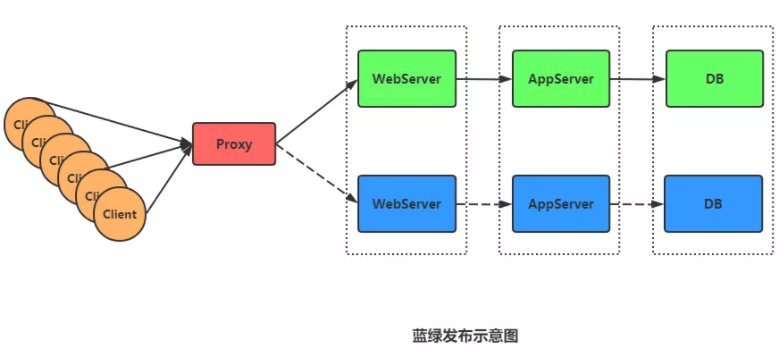 WebServer
AppServer
DB
Cli
Cli
Cli
Cli
Cli
Client
Proxy
WebServer
AppServer
DB
蓝绿发布示意图